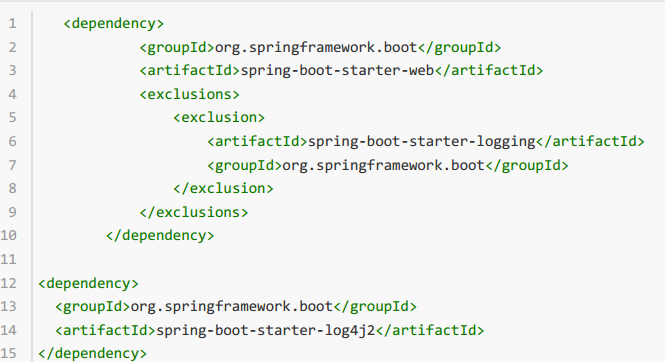 1 <dependency>
2 <groupId>org.springframework.boot</groupId>
3 <artifactId>spring-boot-starter-web</artifactId>
4 <exclusions>
5 <exclusion>
6 <artifactId>spring-boot-starter-logging</artifactId>
7 <groupId>org.springframework.boot</groupId>
8 </exclusion>
9 </exclusions>
10 </dependency>
11
12 <dependency>
13 <groupId>org.springframework.boot</groupId>
14 <artifactId>spring-boot-starter-log4j2</artifactId>
15 </dependency>